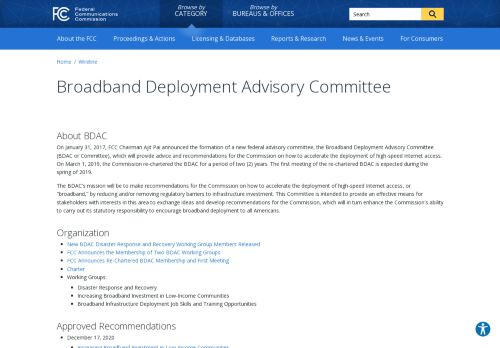 FCC
Federal
Communications
Commission
Browse by
CATEGORY
Browse by
BUREAUS & OFFICES
Search
About the FCC
Proceedings & Actions
Licensing & Databases
Reports & Research
News & Events
For Consumers
Home / Wireline
Broadband Deployment Advisory Committee
About BDAC
On January 31, 2017, FCC Chairman Ajit Pai announced the formation of a new federal advisory committee, the Broadband Deployment Advisory Committee
(BDAC or Committee), which will provide advice and recommendations for the Commission on how to accelerate the deployment of high-speed Internet access.
On March 1, 2019, the Commission re-chartered the BDAC for a period of two (2) years. The first meeting of the re-chartered BDAC is expected during the
spring of 2019.
The BDAC's mission will be to make recommendations for the Commission on how to accelerate the deployment of high-speed Internet access, or
"broadband," by reducing and/or removing regulatory barriers to infrastructure investment. This Committee is intended to provide an effective means for
stakeholders with interests in this area to exchange ideas and develop recommendations for the Commission, which will in turn enhance the Commission's ability
to carry out its statutory responsibility to encourage broadband deployment to all Americans.
Organization
New BDAC Disaster Response and Recovery Working Group Members Released
FCC Announces the Membership of Two BDAC Working Groups
FCC Announces Re-Chartered BDAC Membership and First Meeting
Charter
Working Groups:
Disaster Response and Recovery
Increasing Broadband Investment in Low-Income Communities
Broadband Infrastructure Deployment Job Skills and Training Opportunities
Approved Recommendations
December 17, 2020
Increasing Broadband Investment in Low-Income Communities